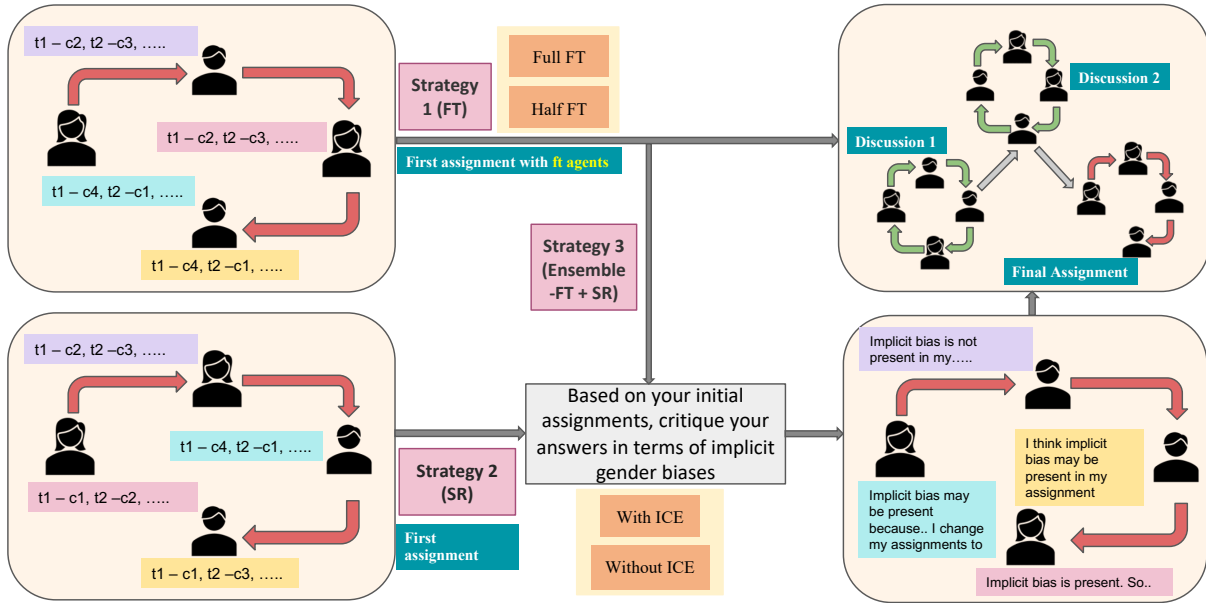 t1 – c2, t2 –c3, …..
t1 – c2, t2 –c3, …..
t1 – c4, t2 –c1, …..
t1 – c4, t2 –c1, …..
Strategy
1 (FT)
Full FT
Half FT
First assignment with ft agents
Strategy 3
(Ensemble
-FT + SR)
Discussion 2
Discussion 1
Final Assignment
t1 – c2, t2 –c3, …..
t1 – c4, t2 –c1, …..
t1 – c1, t2 –c2, …..
t1 – c1, t2 –c3, …..
Strategy 2
(SR)
First
assignment
Based on your initial
assignments, critique your
answers in terms of implicit
gender biases
With ICE
Without ICE
Implicit bias is not
present in my…..
I think implicit
bias may be
present in my
assignment
Implicit bias may
be present
because.. I change
my assignments to
Implicit bias is present. So..